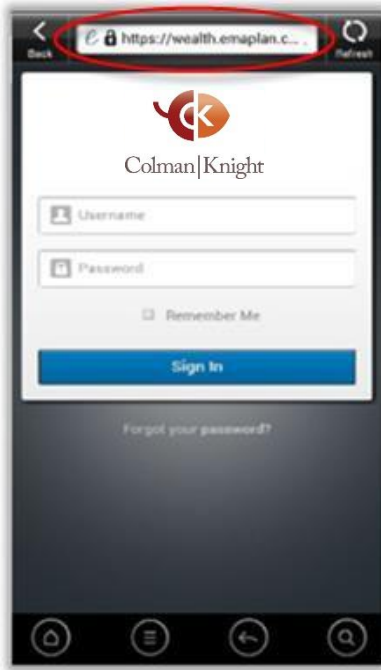 Back
https://wealth.emaplan.c...
Refresh
CK
Colman|Knight
Username
Password
Remember Me
Sign In
Forgot your password?